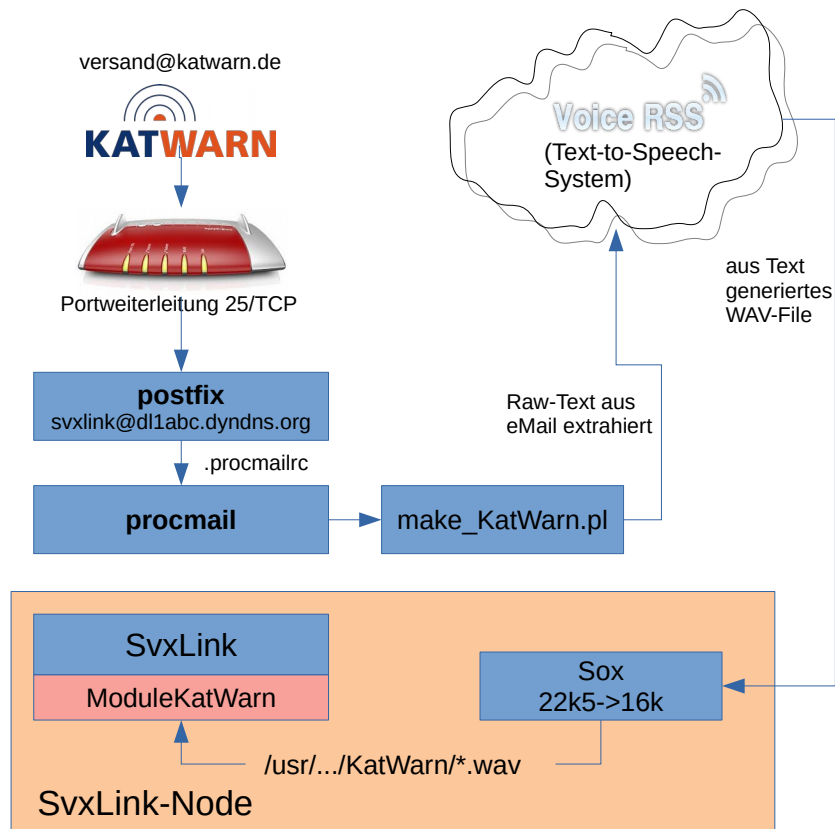 versand@katwarn.de
KATWARN
Portweiterleitung 25/TCP
postfix
svxlink@dl1abc.dyndns.org
.procmailrc
procmail
make_KatWarn.pl
Raw-Text aus
eMail extrahiert
Voice RSS
(Text-to-Speech-
System)
aus Text
generiertes
WAV-File
SvxLink
ModuleKatWarn
Sox
22k5->16k
/usr/.../KatWarn/*.wav
SvxLink-Node